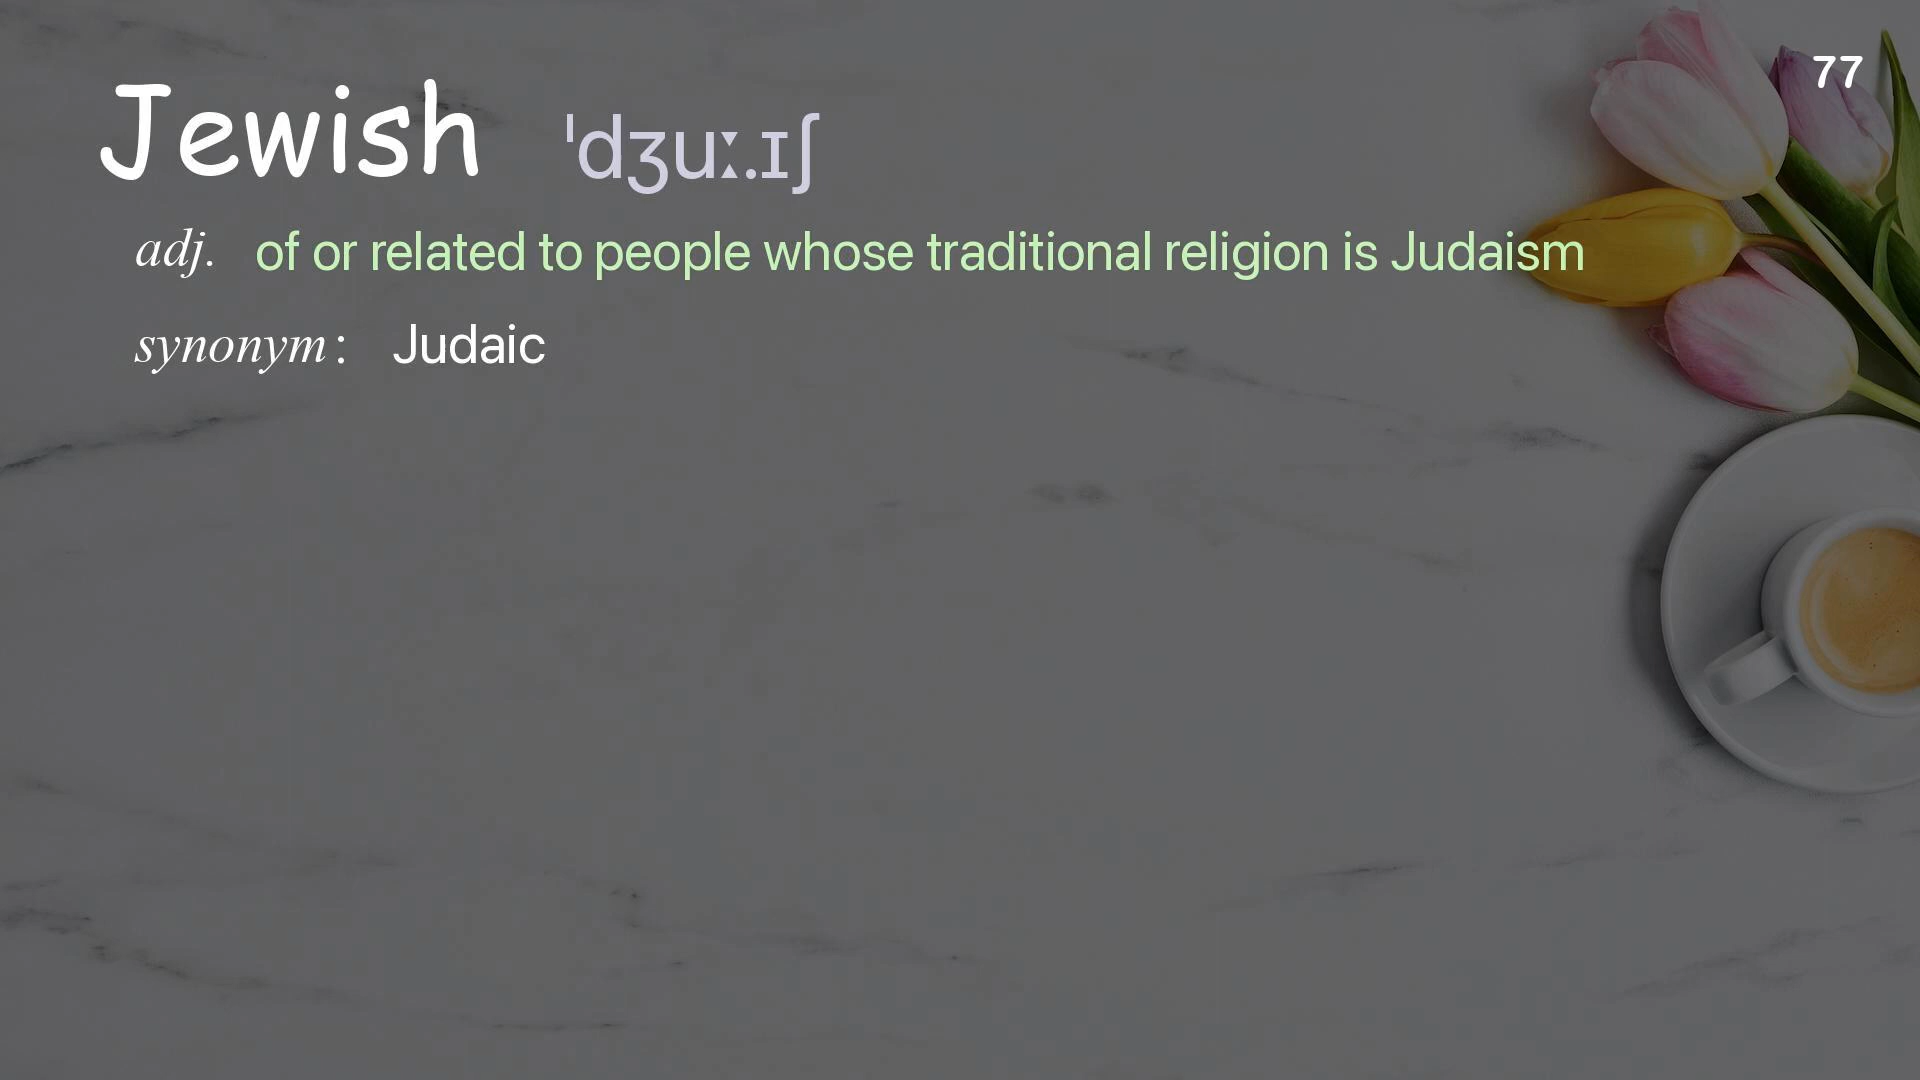 77
Jewish ˈdʒuː.ɪʃ
adj. of or related to people whose traditional religion is Judaism
synonym : Judaic